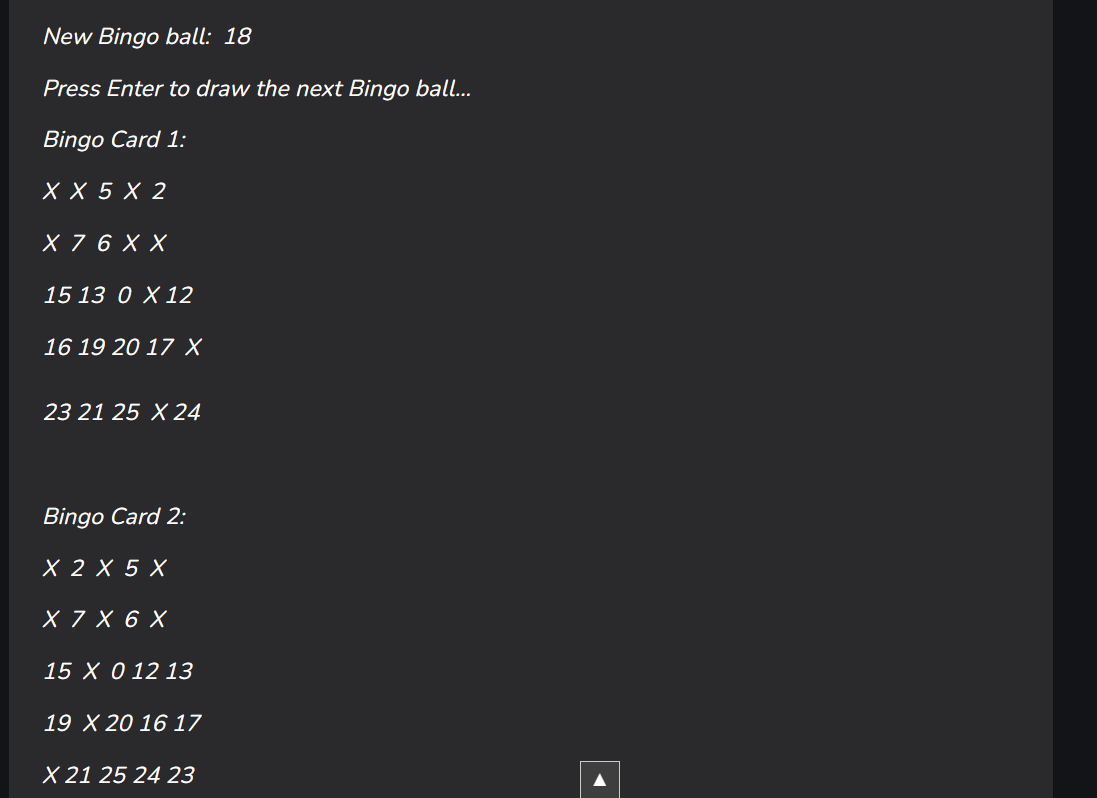 New Bingo ball:  18
Press Enter to draw the next Bingo ball...
Bingo Card 1:
X  X  5  X  2
X  7  6  X  X
15 13  0  X 12
16 19 20 17  X
23 21 25  X 24
Bingo Card 2:
X  2  X  5  X
X  7  X  6  X
15  X  0 12 13
19  X 20 16 17
X 21 25 24 23